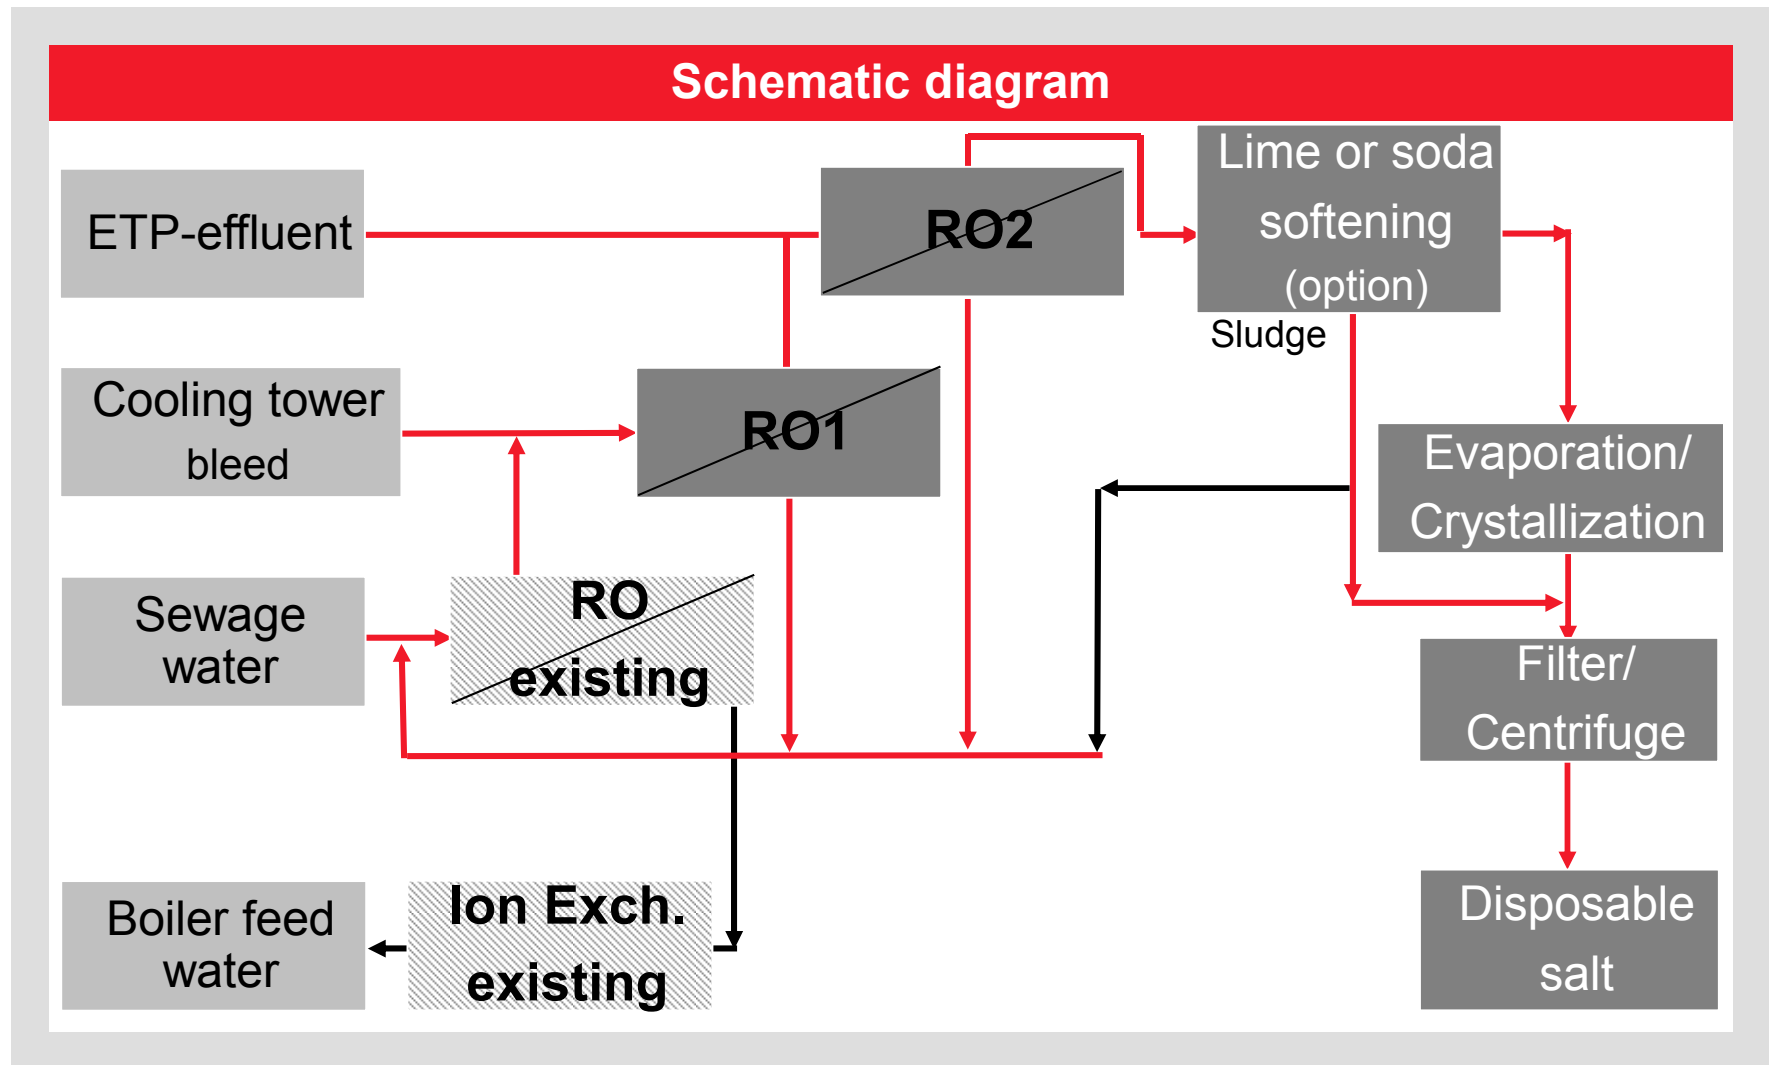 Schematic diagram
ETP-effluent
RO2
Lime or soda
softening
(option)
Sludge
Cooling tower
bleed
RO1
Evaporation/
Crystallization
Sewage
water
RO
existing
Filter/
Centrifuge
Boiler feed
water
Ion Exch.
existing
Disposable
salt